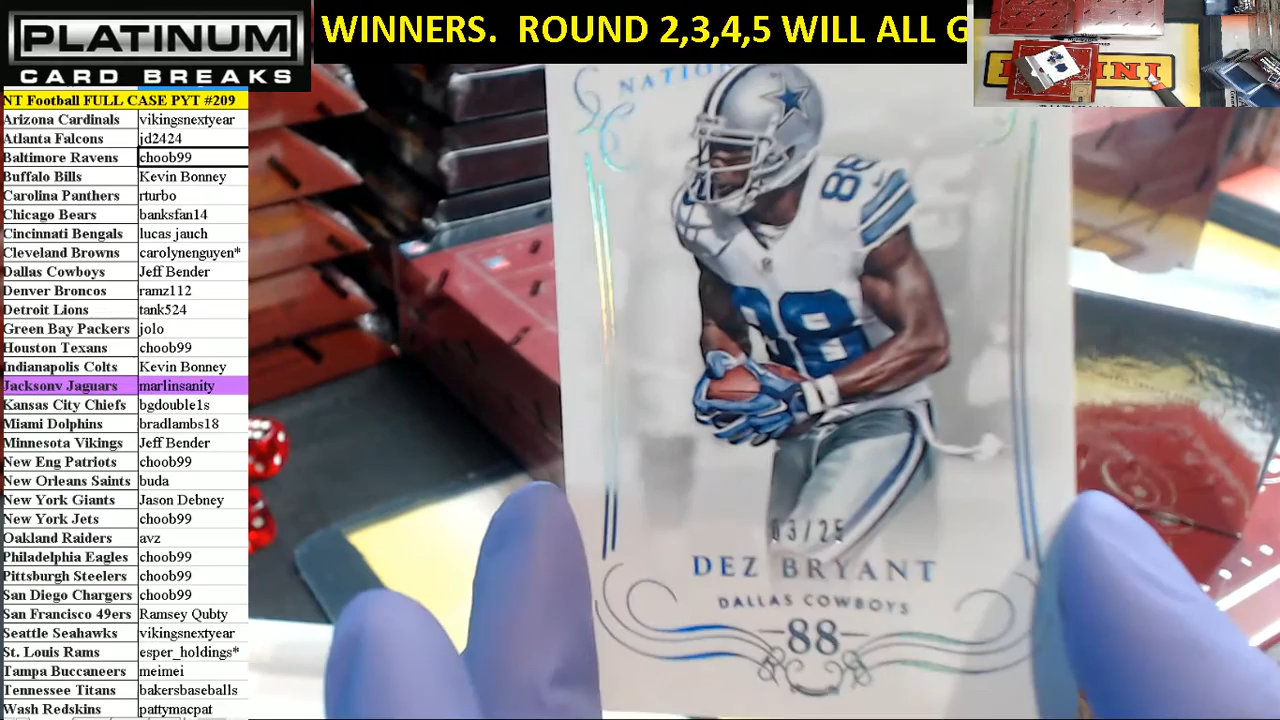 PLATINUM
CARD BREAKS
WINNERS. ROUND 2,3,4,5 WILL ALL G
NT Football FULL CASE PYT #209
Arizona Cardinals vikingsnextyear
Atlanta Falcons jd2424
Baltimore Ravens choob99
Buffalo Bills Kevin Bonney
Carolina Panthers rturbo
Chicago Bears banksfan14
Cincinnati Bengals lucas jauch
Cleveland Browns carolynenguyen*
Dallas Cowboys Jeff Bender
Denver Broncos ramz112
Detroit Lions tank524
Green Bay Packers jolo
Houston Texans choob99
Indianapolis Colts Kevin Bonney
Jacksonv Jaguars marlinsanity
Kansas City Chiefs bgdouble1s
Miami Dolphins bradlambs18
Minnesota Vikings Jeff Bender
New Eng Patriots choob99
New Orleans Saints buda
New York Giants Jason Debney
New York Jets choob99
Oakland Raiders avz
Philadelphia Eagles choob99
Pittsburgh Steelers choob99
San Diego Chargers choob99
San Francisco 49ers Ramsey Qubty
Seattle Seahawks vikingsnextyear
St. Louis Rams esper_holdings*
Tampa Buccaneers meimei
Tennessee Titans bakersbaseballs
Wash Redskins pattymacpat
NATIO
88
88
03/25
DEZ BRYANT
DALLAS COWBOYS
88